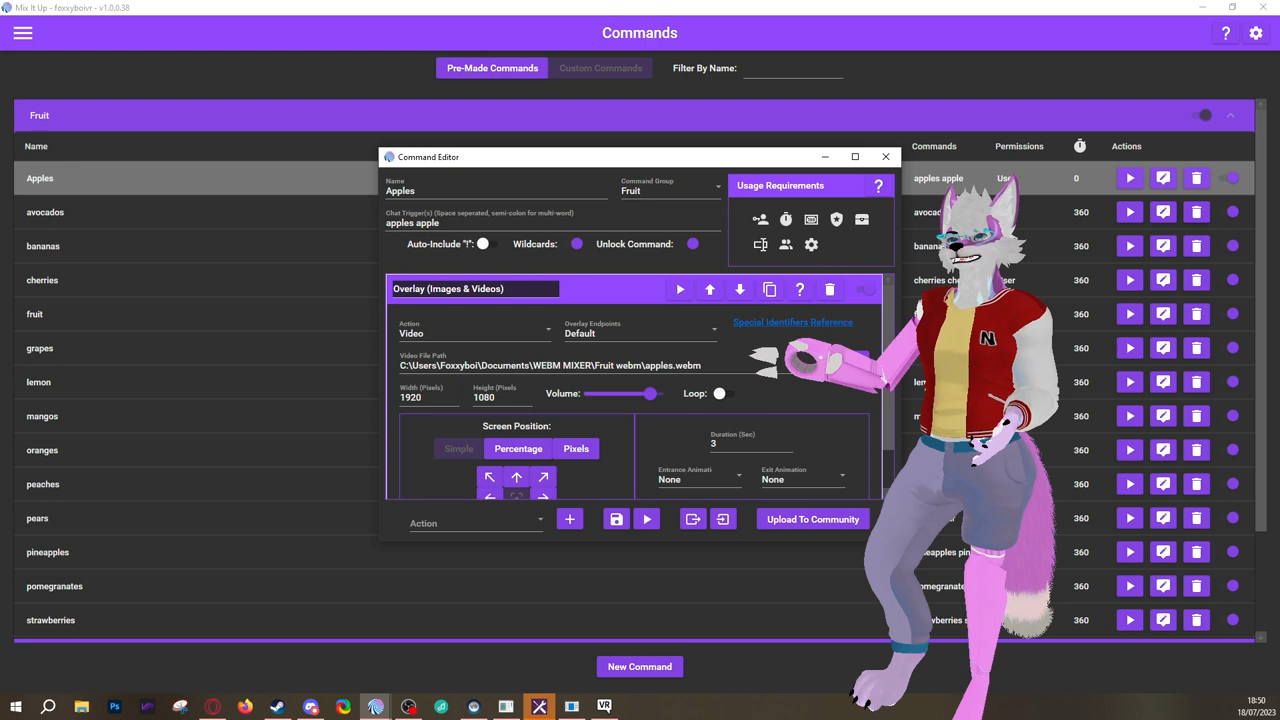 Mix It Up - foxxyboivr - v1.0.0.38
Commands
?
Pre-Made Commands Custom Commands Filter By Name:
Fruit
Name Commands Permissions Actions
Apples apples apple 0
avocados 360
bananas 360
cherries cherries 360
fruit 360
grapes 360
lemon 360
mangos 360
oranges 360
peaches 360
pears 360
pineapples 360
pomegranates 360
strawberries 360
Command Editor
Name
Apples
Command Group
Fruit
Usage Requirements ?
Chat Trigger(s) (Space seperated, semi-colon for multi-word)
apples apple
Auto-Include "!": Wildcards: Unlock Command:
Overlay (Images & Videos) ?
Action
Video
Overlay Endpoints
Default
Special Identifiers Reference
Video File Path
C:\Users\Foxxyboi\Documents\WEBM MIXER\Fruit webm\apples.webm
Width (Pixels)
1920
Height (Pixels
1080
Volume: Loop:
Screen Position:
Simple Percentage Pixels
Duration (Sec)
3
Entrance Animati
None
Exit Animation
None
Action
Upload To Community
N
New Command
Ps
VR
18:50
18/07/2023